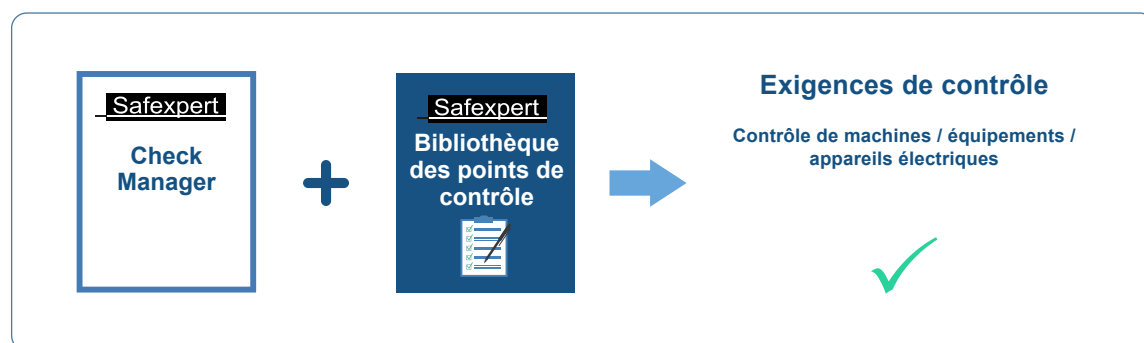 Safexpert
Check
Manager
Safexpert
Bibliothèque
des points de
contrôle
Exigences de contrôle
Contrôle de machines / équipements /
appareils électriques